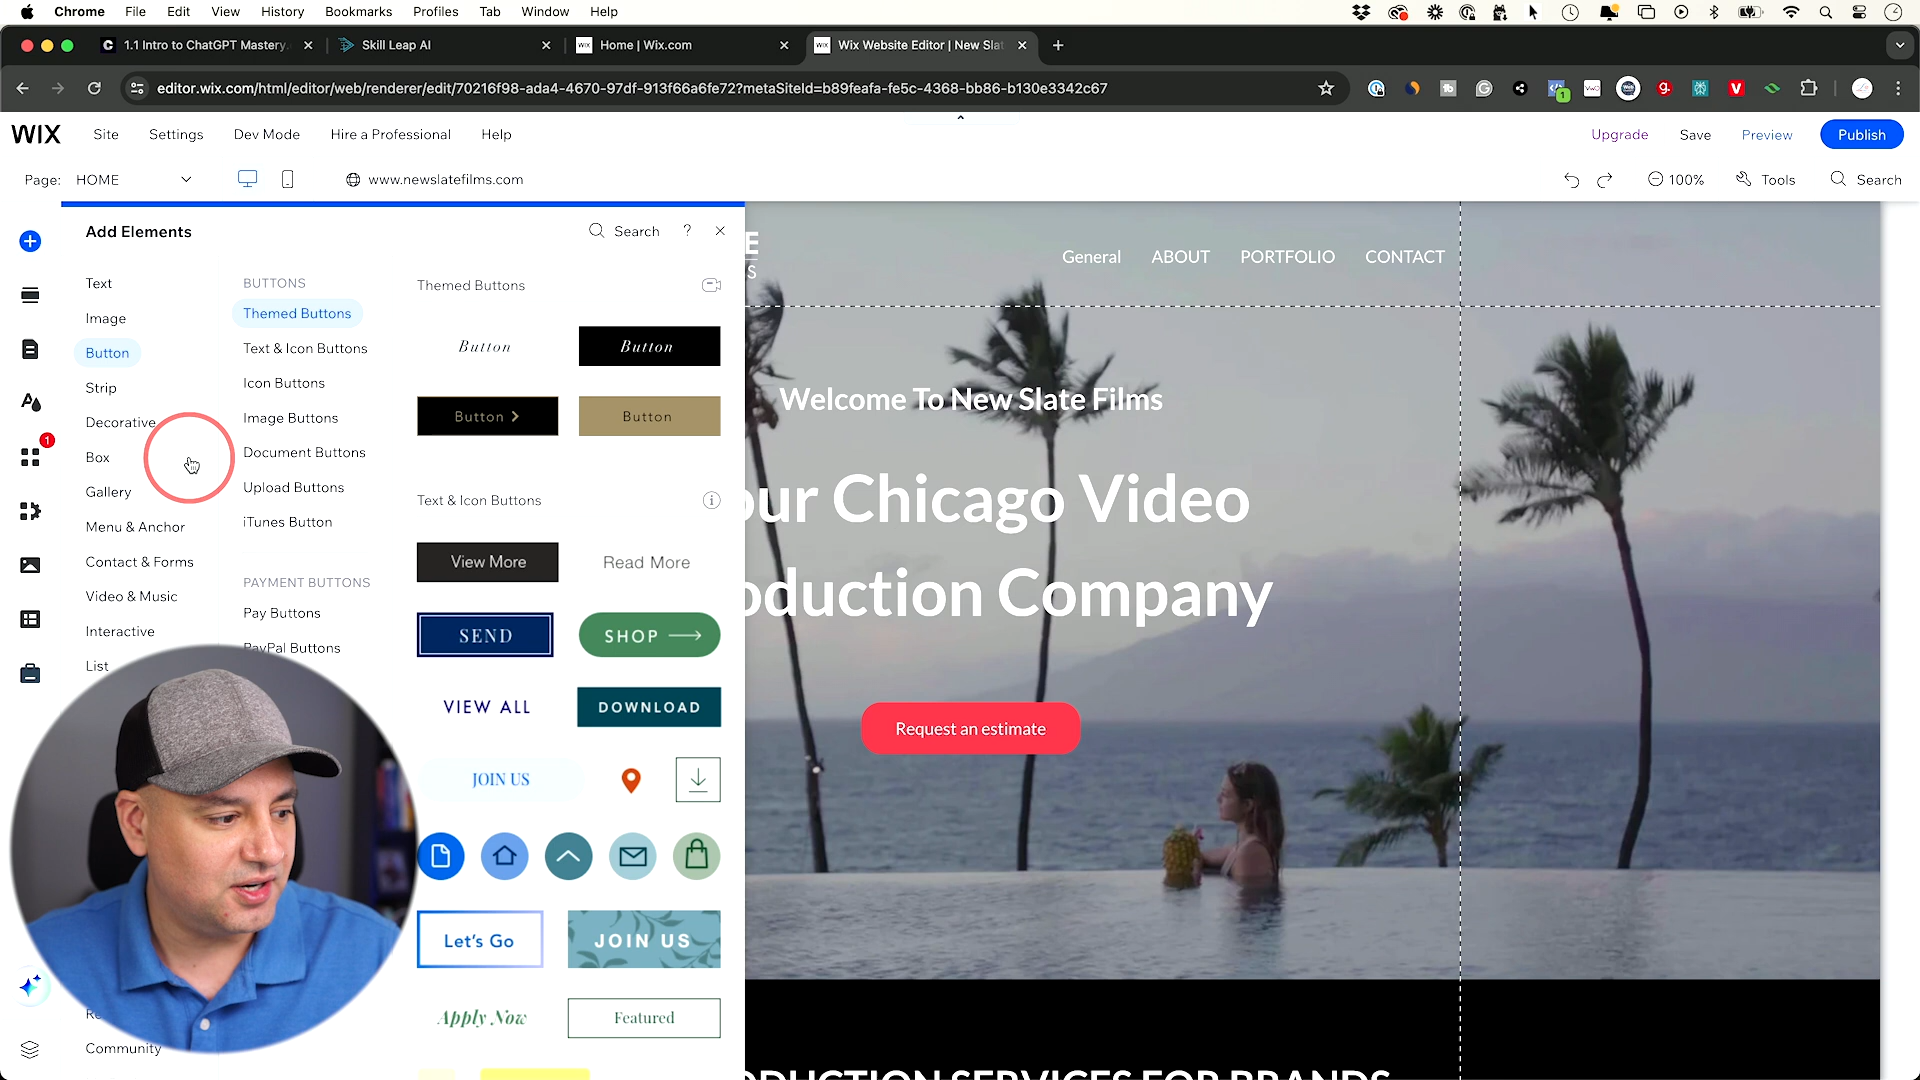 Chrome File Edit View History Bookmarks Profiles Tab Window Help
1.1 Intro to ChatGPT Mastery
Skill Leap AI
Home | Wix.com
Wix Website Editor | New Slat
editor.wix.com/html/editor/web/renderer/edit/70216f98-ada4-4670-97df-913f66a6fe72?metaSiteId=b89feafa-fe5c-4368-bb86-b130e3342c67
WIX Site Settings Dev Mode Hire a Professional Help
Upgrade Save Preview Publish
Page: HOME
www.newslatefilms.com
100% Tools Search
Add Elements
Search ?
Text
Image
Button
Strip
Decorative
Box
Gallery
Menu & Anchor
Contact & Forms
Video & Music
Interactive
List
Community
1
BUTTONS
Themed Buttons
Text & Icon Buttons
Icon Buttons
Image Buttons
Document Buttons
Upload Buttons
iTunes Button
PAYMENT BUTTONS
Pay Buttons
PayPal Buttons
Themed Buttons
Button Button
Button Button
Text & Icon Buttons
View More Read More
SEND SHOP
VIEW ALL DOWNLOAD
JOIN US
Let's Go JOIN US
Apply Now Featured
General ABOUT PORTFOLIO CONTACT
Welcome To New Slate Films
our Chicago Video
oduction Company
Request an estimate
ODUCTION SERVICES FOR BRANDS